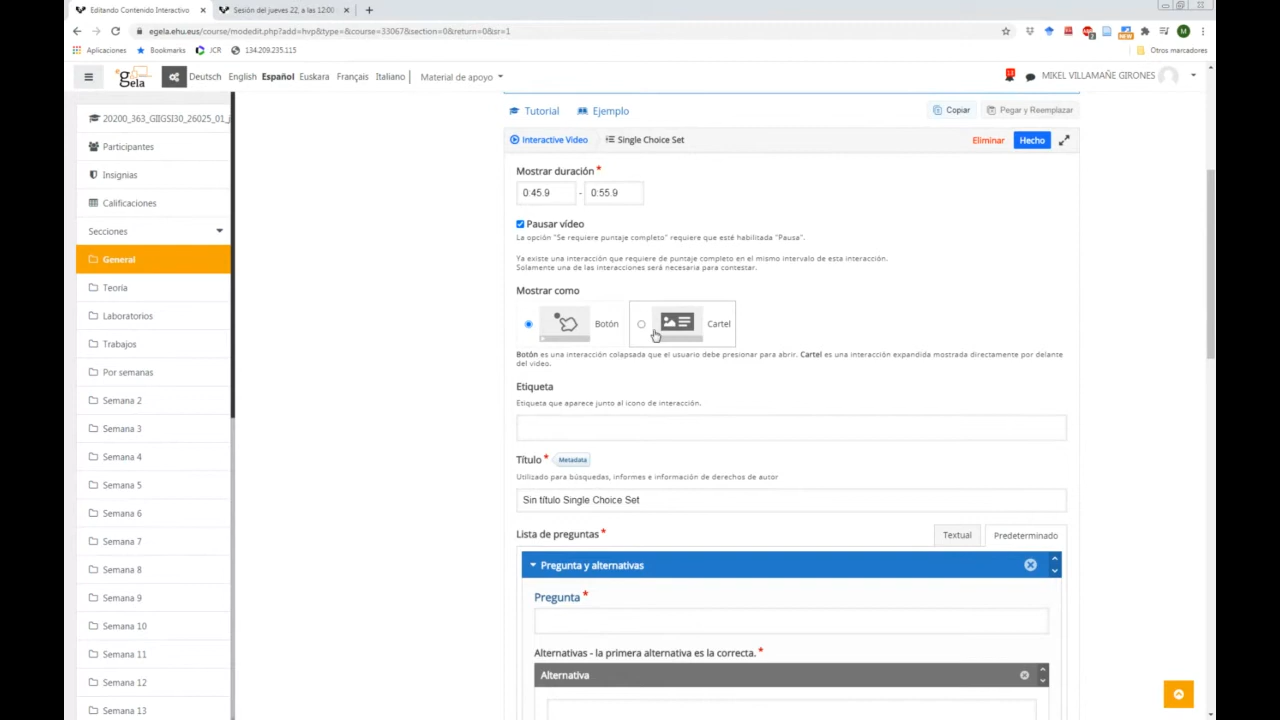 Editando Contenido Interactivo
Sesión del jueves 22, a las 12:00
egela.ehu.eus/course/modedit.php?add=hvp&type=&course=33067&section=0&return=0&sr=1
Aplicaciones
Bookmarks
JCR
134.209.235.115
Otros marcadores
gela
Deutsch
English
Español
Euskara
Français
Italiano
Material de apoyo
MIKEL VILLAMAÑE GIRONES
20200_363_GIIGSI30_26025_01_
Participantes
Insignias
Calificaciones
Secciones
General
Teoría
Laboratorios
Trabajos
Por semanas
Semana 2
Semana 3
Semana 4
Semana 5
Semana 6
Semana 7
Semana 8
Semana 9
Semana 10
Semana 11
Semana 12
Semana 13
Tutorial
Ejemplo
Copiar
Pegar y Reemplazar
Interactive Video
Single Choice Set
Eliminar
Hecho
Mostrar duración *
0:45.9 - 0:55.9
Pausar vídeo
La opción "Se requiere puntaje completo" requiere que esté habilitada "Pausa".
Ya existe una interacción que requiere de puntaje completo en el mismo intervalo de esta interacción.
Solamente una de las interacciones será necesaria para contestar.
Mostrar como
Botón
Cartel
Botón es una interacción colapsada que el usuario debe presionar para abrir. Cartel es una interacción expandida mostrada directamente por delante
del video.
Etiqueta
Etiqueta que aparece junto al icono de interacción.
Título * Metadata
Utilizado para búsquedas, informes e información de derechos de autor
Sin título Single Choice Set
Lista de preguntas *
Textual
Predeterminado
Pregunta y alternativas
Pregunta *
Alternativas - la primera alternativa es la correcta. *
Alternativa